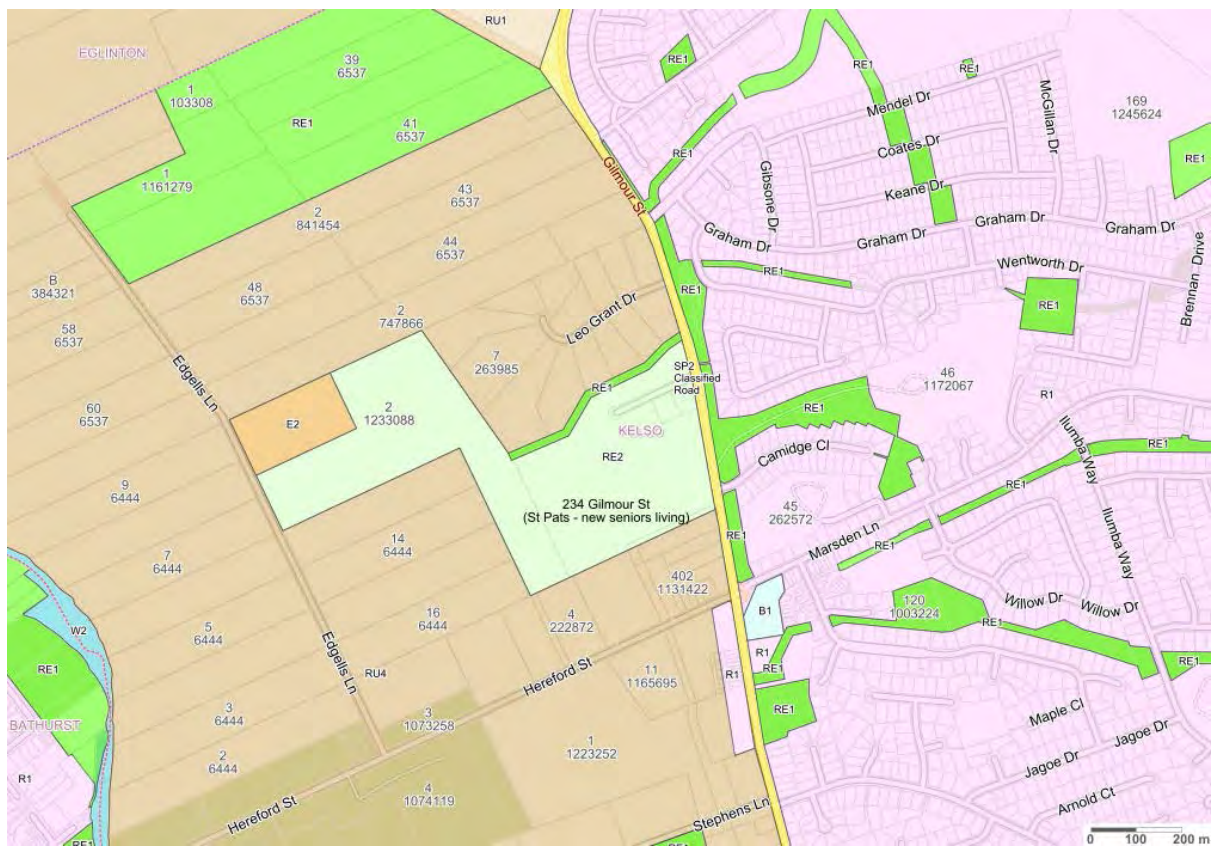 RU1
EGLINTON
39
6537
1
103308
RE1
RE1
RE1
RE1
McGillan Dr
Mendel Dr
169
1245624
RE1
41
6537
Coates Dr
RE1
1
1161279
Gilmour St
Gibsone Dr
Keane Dr
43
6537
2
841454
Graham Dr
Graham Dr
Graham Dr
Graham Dr
44
6537
Wentworth Dr
B
384321
48
6537
RE1
RE1
Brennan Drive
Leo Grant Dr
RE1
2
747866
58
6537
7
263985
Edgells Ln
SP2
Classified
Road
46
1172067
RE1
R1
60
6537
2
1233088
E2
RE1
KELSO
RE2
Camidge Cl
Ilumba Way
RE1
9
6444
234 Gilmour St
(St Pats - new seniors living)
45
262572
RE1
RE1
14
6444
Marsden Ln
RE1
Ilumba Way
7
6444
402
1131422
120
1003224
Willow Dr
Willow Dr
B1
16
6444
4
222872
W2
5
6444
RE1
RE1
Edgells Ln
RU4
Hereford St
11
1165695
R1
R1
RE1
RE1
RE1
3
6444
BATHURST
3
1073258
Maple Cl
2
6444
1
1223252
Jagoe Dr
Jagoe Dr
R1
4
1074119
Arnold Ct
Hereford St
Stephens Ln
RE1
RE1
0 100 200 m